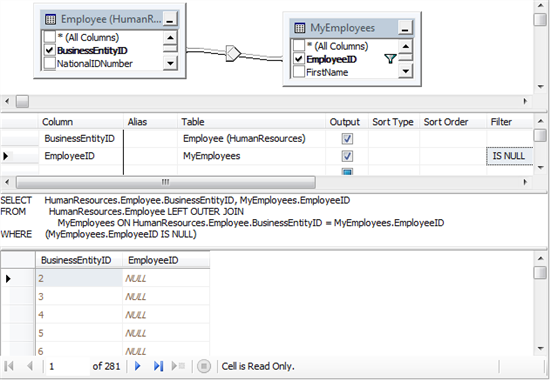 Employee (HumanResour...
MyEmployees
* (All Columns)
BusinessEntityID
NationalIDNumber
* (All Columns)
EmployeeID
FirstName
Column Alias Table Output Sort Type Sort Order Filter
BusinessEntityID Employee (HumanResources)
EmployeeID MyEmployees IS NULL
SELECT HumanResources.Employee.BusinessEntityID, MyEmployees.EmployeeID
FROM HumanResources.Employee LEFT OUTER JOIN
MyEmployees ON HumanResources.Employee.BusinessEntityID = MyEmployees.EmployeeID
WHERE (MyEmployees.EmployeeID IS NULL)
BusinessEntityID EmployeeID
2 NULL
3 NULL
4 NULL
5 NULL
6 NULL
1 of 281 Cell is Read Only.